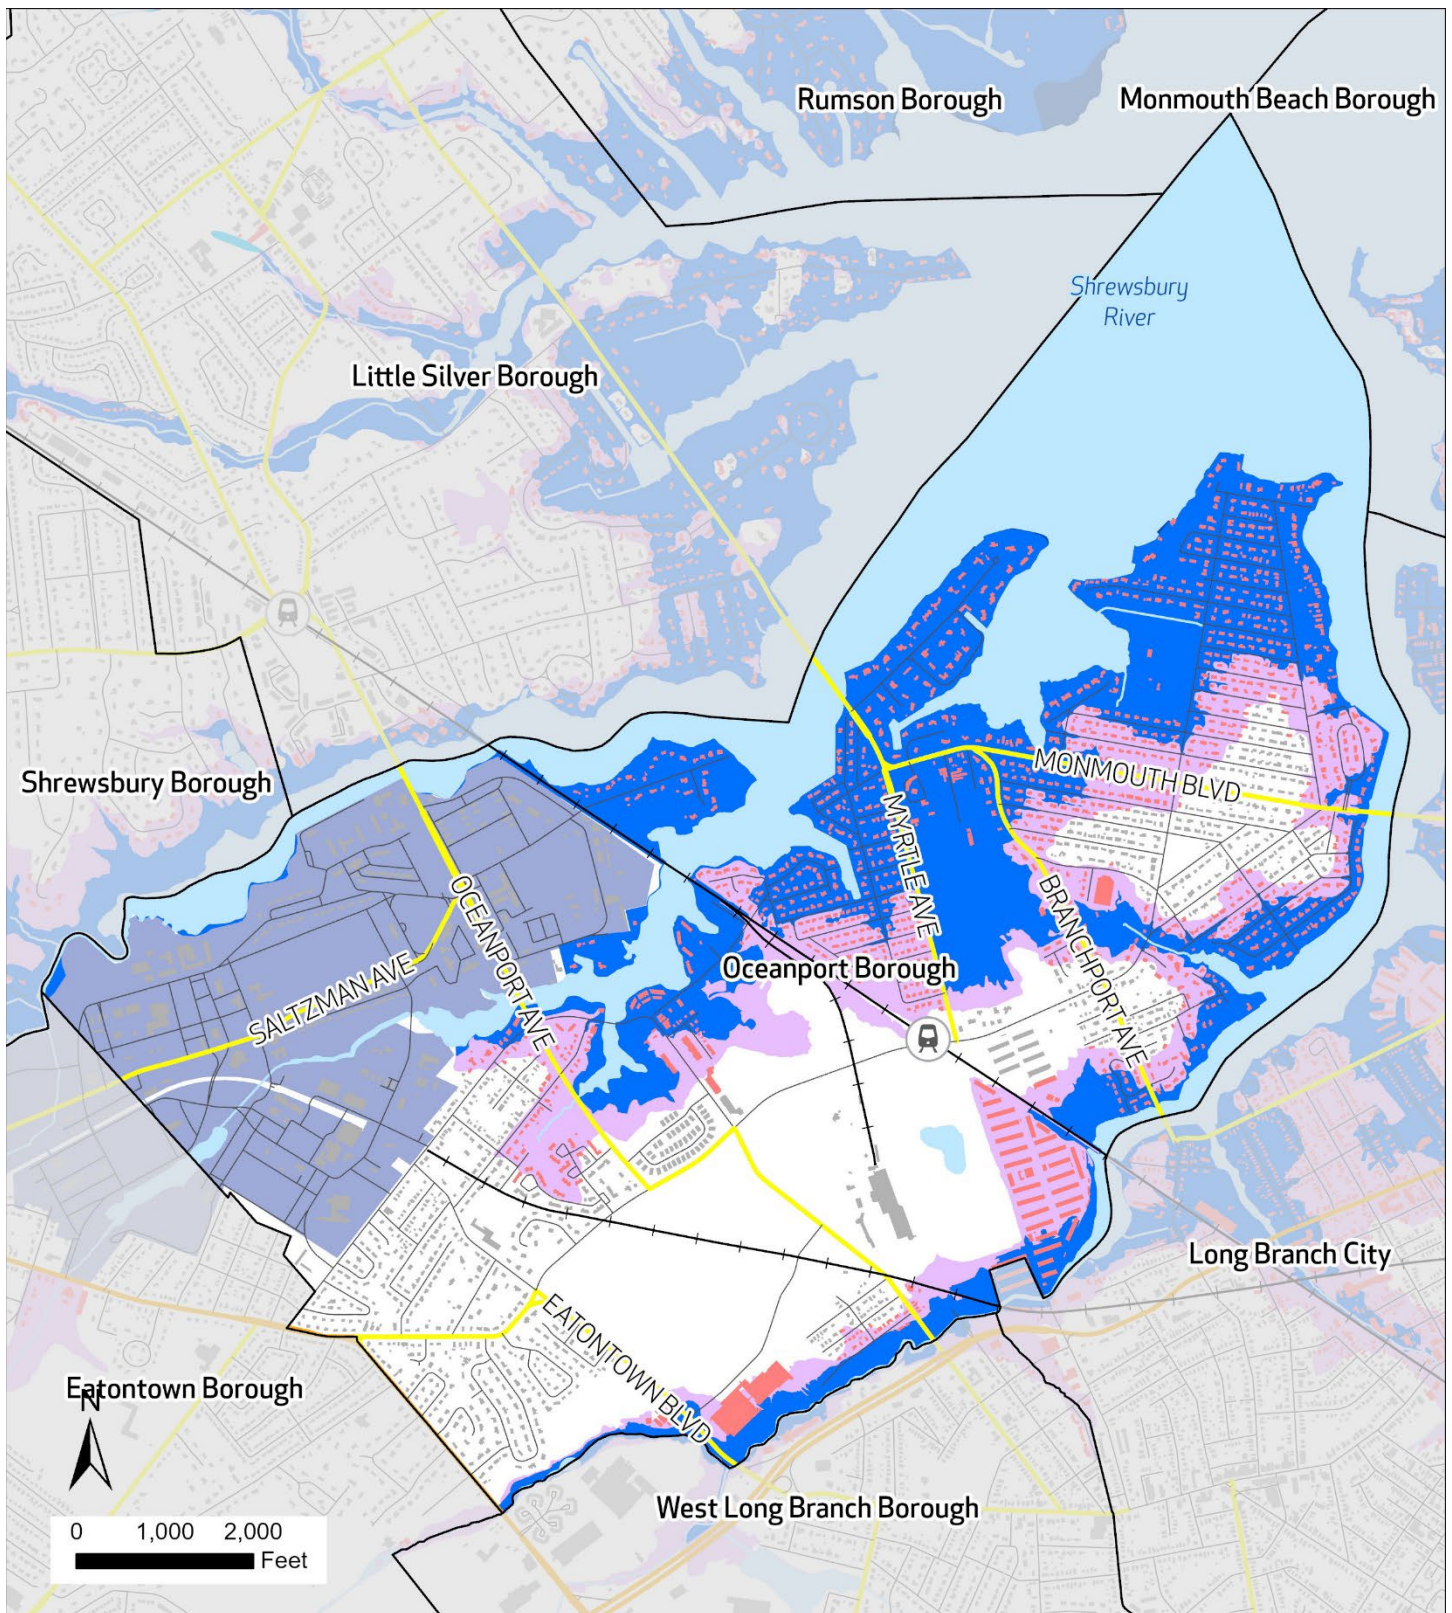 Rumson Borough
Monmouth Beach Borough
Shrewsbury
River
Little Silver Borough
Shrewsbury Borough
MONMOUTH BLVD
MYRTLE AVE
OCEANPORT AVE
BRANCHPORT AVE
SALTZMAN AVE
Oceanport Borough
OCEANPORT AVE
Long Branch City
EATONTOWN BLVD
Eatontown Borough
N
West Long Branch Borough
0 1,000 2,000
Feet